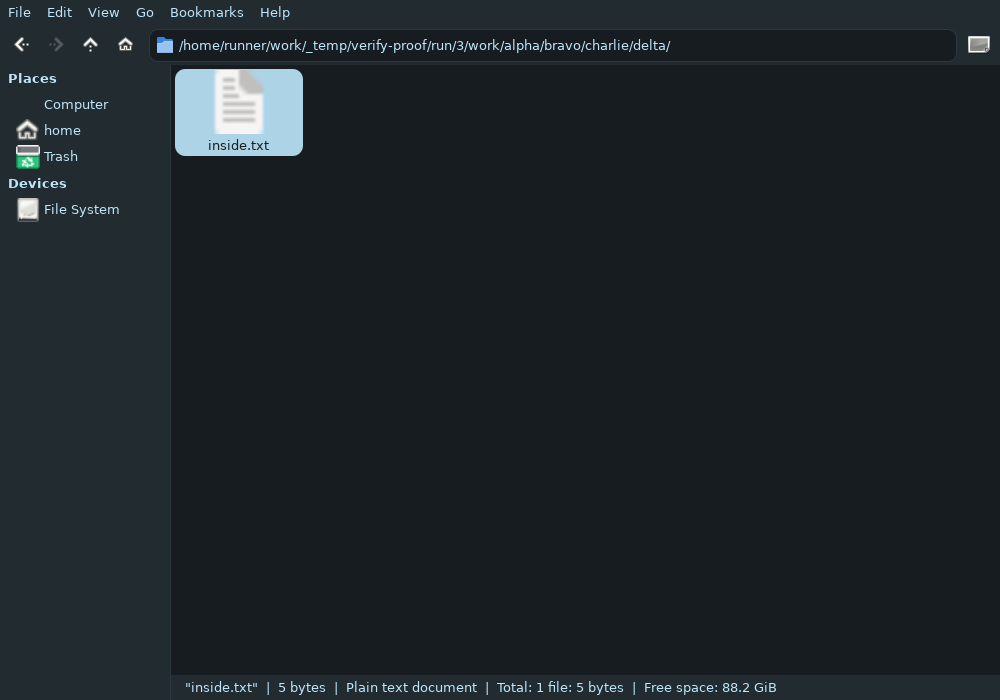 File Edit View Go Bookmarks Help
/home/runner/work/_temp/verify-proof/run/3/work/alpha/bravo/charlie/delta/
Places
Computer
home
Trash
Devices
File System
inside.txt
"inside.txt" | 5 bytes | Plain text document | Total: 1 file: 5 bytes | Free space: 88.2 GiB